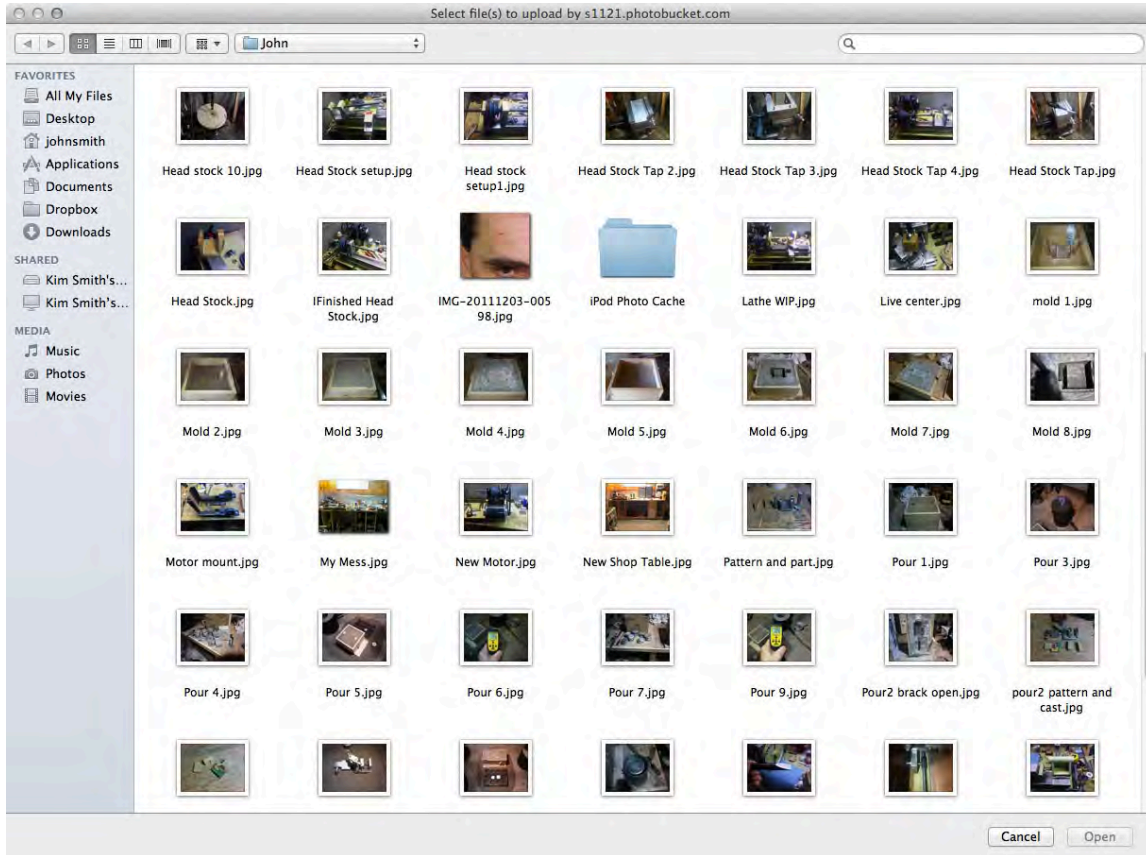 Select file(s) to upload by s1121.photobucket.com
John
FAVORITES
All My Files
Desktop
johnsmith
Applications
Documents
Dropbox
Downloads
SHARED
Kim Smith's...
Kim Smith's...
MEDIA
Music
Photos
Movies
Head stock 10.jpg
Head Stock setup.jpg
Head stock
setup1.jpg
Head Stock Tap 2.jpg
Head Stock Tap 3.jpg
Head Stock Tap 4.jpg
Head Stock Tap.jpg
Head Stock.jpg
IFinished Head
Stock.jpg
IMG-20111203-005
98.jpg
iPod Photo Cache
Lathe WIP.jpg
Live center.jpg
mold 1.jpg
Mold 2.jpg
Mold 3.jpg
Mold 4.jpg
Mold 5.jpg
Mold 6.jpg
Mold 7.jpg
Mold 8.jpg
Motor mount.jpg
My Mess.jpg
New Motor.jpg
New Shop Table.jpg
Pattern and part.jpg
Pour 1.jpg
Pour 3.jpg
Pour 4.jpg
Pour 5.jpg
Pour 6.jpg
Pour 7.jpg
Pour 9.jpg
Pour2 brack open.jpg
pour2 pattern and
cast.jpg
Cancel
Open